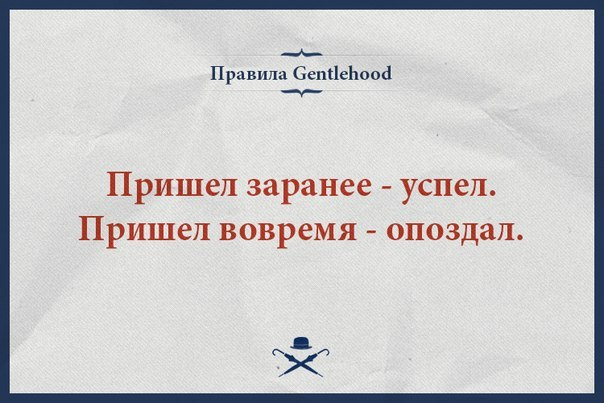 Правила Gentlehood
Пришел заранее - успел.
Пришел вовремя - опоздал.